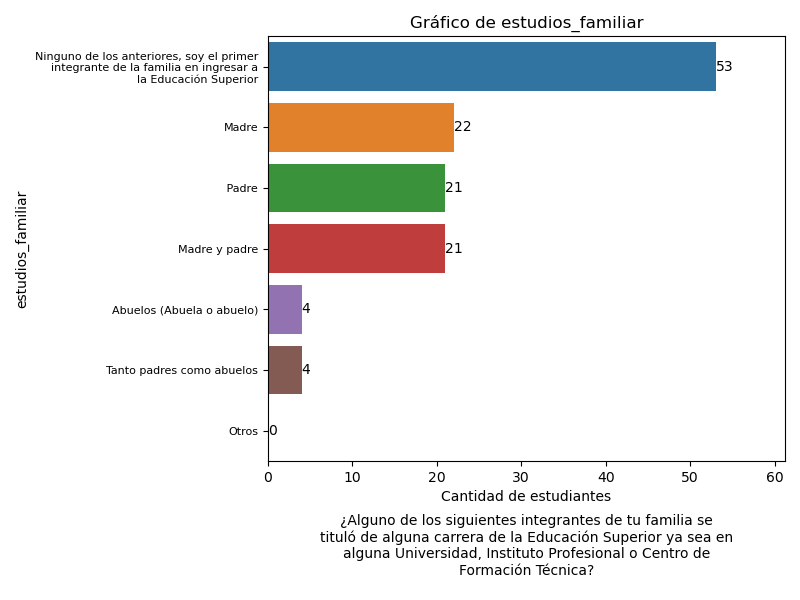 Gráfico de estudios_familiar
Ninguno de los anteriores, soy el primer
integrante de la familia en ingresar a
la Educación Superior
53
Madre
22
Padre
21
Madre y padre
21
Abuelos (Abuela o abuelo)
4
Tanto padres como abuelos
4
Otros
0
estudios_familiar
0 10 20 30 40 50 60
Cantidad de estudiantes
¿Alguno de los siguientes integrantes de tu familia se
tituló de alguna carrera de la Educación Superior ya sea en
alguna Universidad, Instituto Profesional o Centro de
Formación Técnica?